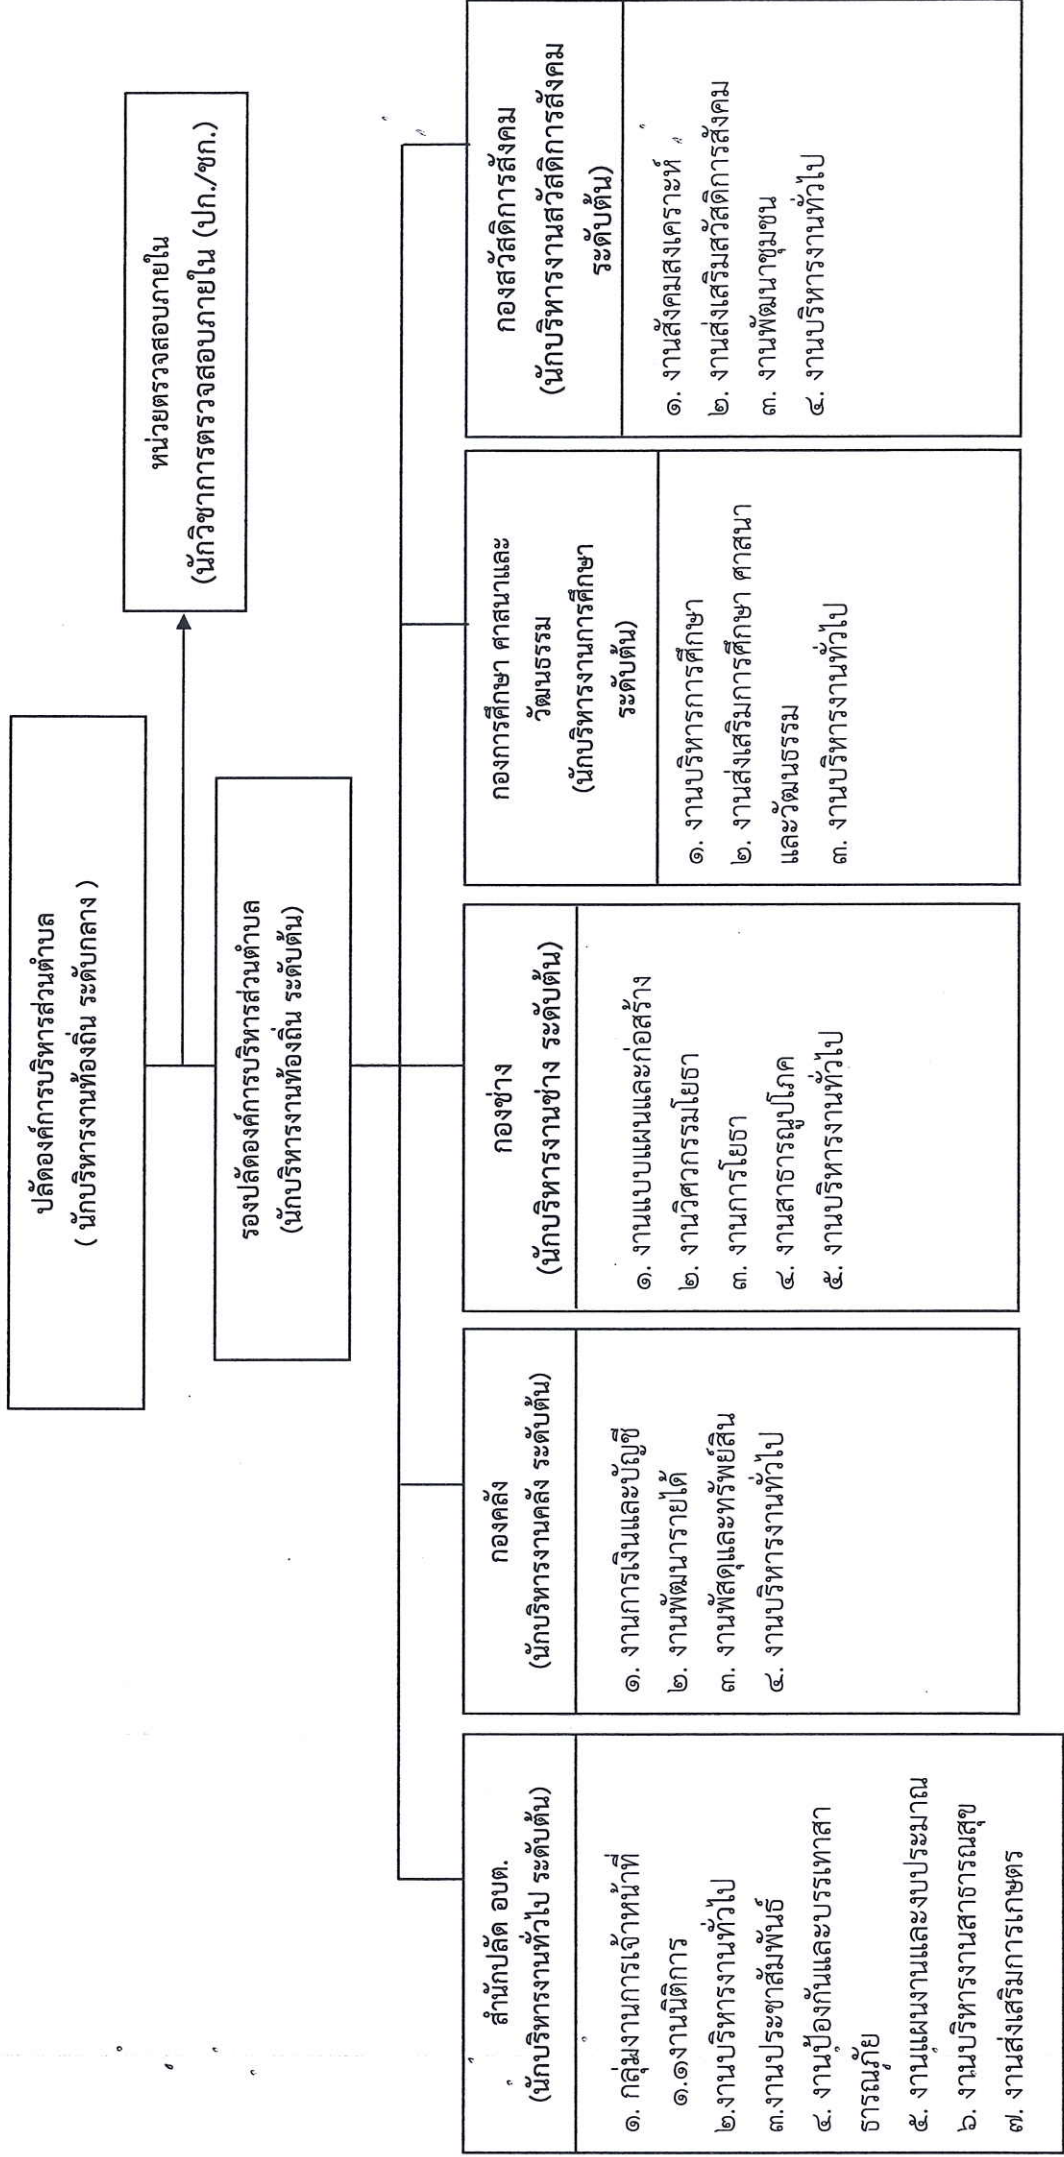 ปลัดองค์การบริหารส่วนตำบล
( นักบริหารงานท้องถิ่น ระดับกลาง )
หน่วยตรวจสอบภายใน
(นักวิชาการตรวจสอบภายใน (ปก./ชก.)
รองปลัดองค์การบริหารส่วนตำบล
(นักบริหารงานท้องถิ่น ระดับต้น)
สำนักปลัด อบต.
(นักบริหารงานทั่วไป ระดับต้น)
๑. กลุ่มงานการเจ้าหน้าที่
๑.๑งานนิติการ
๒.งานบริหารงานทั่วไป
๓.งานประชาสัมพันธ์
๔. งานป้องกันและบรรเทาสา
ธารณภัย
๕. งานแผนงานและงบประมาณ
๖. งานบริหารงานสาธารณสุข
๗. งานส่งเสริมการเกษตร
กองคลัง
(นักบริหารงานคลัง ระดับต้น)
๑. งานการเงินและบัญชี
๒. งานพัฒนารายได้
๓. งานพัสดุและทรัพย์สิน
๔. งานบริหารงานทั่วไป
กองช่าง
(นักบริหารงานช่าง ระดับต้น)
๑. งานแบบแผนและก่อสร้าง
๒. งานวิศวกรรมโยธา
๓. งานการโยธา
๔. งานสาธารณูปโภค
๕. งานบริหารงานทั่วไป
กองการศึกษา ศาสนาและ
วัฒนธรรม
(นักบริหารงานการศึกษา
ระดับต้น)
๑. งานบริหารการศึกษา
๒. งานส่งเสริมการศึกษา ศาสนา
และวัฒนธรรม
๓. งานบริหารงานทั่วไป
กองสวัสดิการสังคม
(นักบริหารงานสวัสดิการสังคม
ระดับต้น)
๑. งานสังคมสงเคราะห์
๒. งานส่งเสริมสวัสดิการสังคม
๓. งานพัฒนาชุมชน
๔. งานบริหารงานทั่วไป